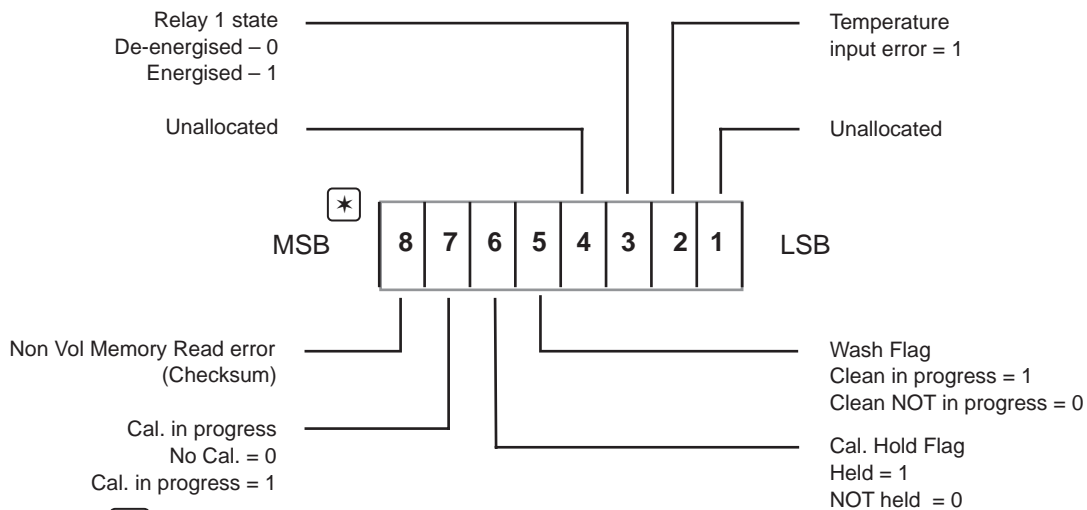 Relay 1 state
De-energised – 0
Energised – 1
Temperature
input error = 1
Unallocated
Unallocated
✶
MSB 8 7 6 5 4 3 2 1 LSB
Non Vol Memory Read error
(Checksum)
Wash Flag
Clean in progress = 1
Clean NOT in progress = 0
Cal. in progress
No Cal. = 0
Cal. in progress = 1
Cal. Hold Flag
Held = 1
NOT held = 0